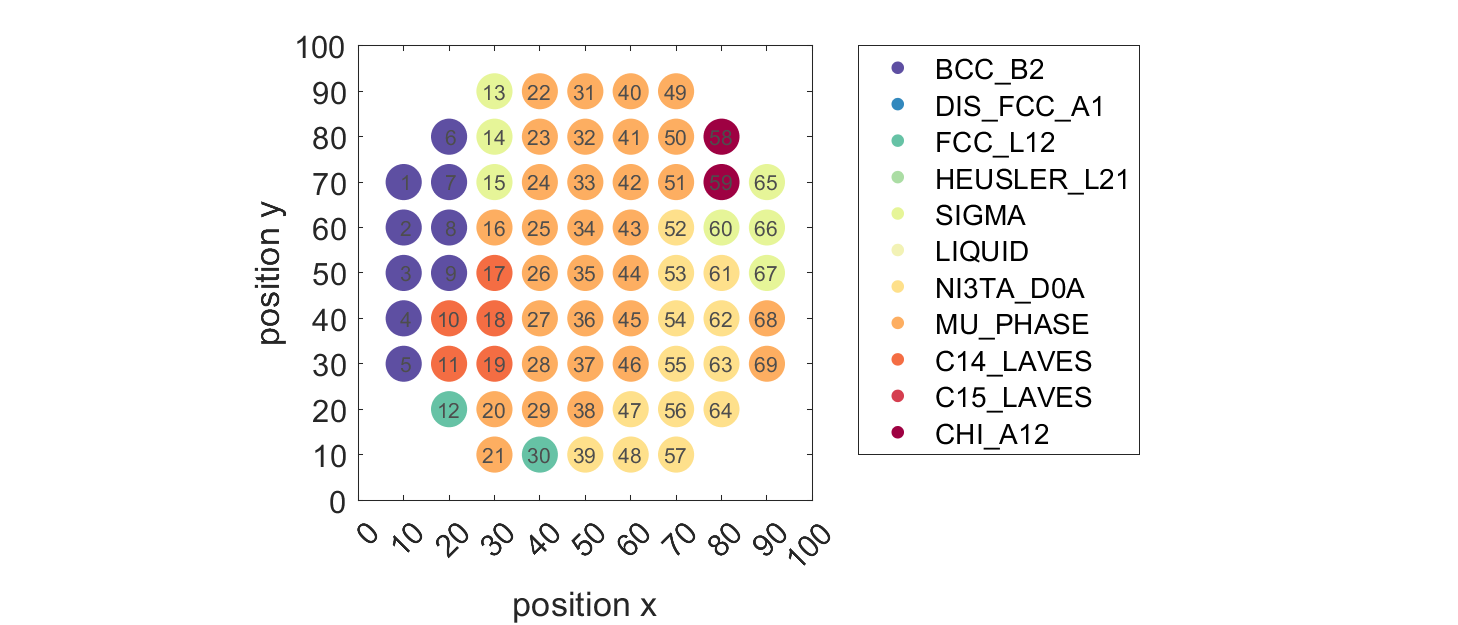 100
90
80
70
60
50
40
30
20
10
0
position y
13 22 31 40 49
6 14 23 32 41 50 58
1 7 15 24 33 42 51 59 65
2 8 16 25 34 43 52 60 66
3 9 17 26 35 44 53 61 67
4 10 18 27 36 45 54 62 68
5 11 19 28 37 46 55 63 69
12 20 29 38 47 56 64
21 30 39 48 57
0 10 20 30 40 50 60 70 80 90 100
position x
BCC_B2
DIS_FCC_A1
FCC_L12
HEUSLER_L21
SIGMA
LIQUID
NI3TA_D0A
MU_PHASE
C14_LAVES
C15_LAVES
CHI_A12